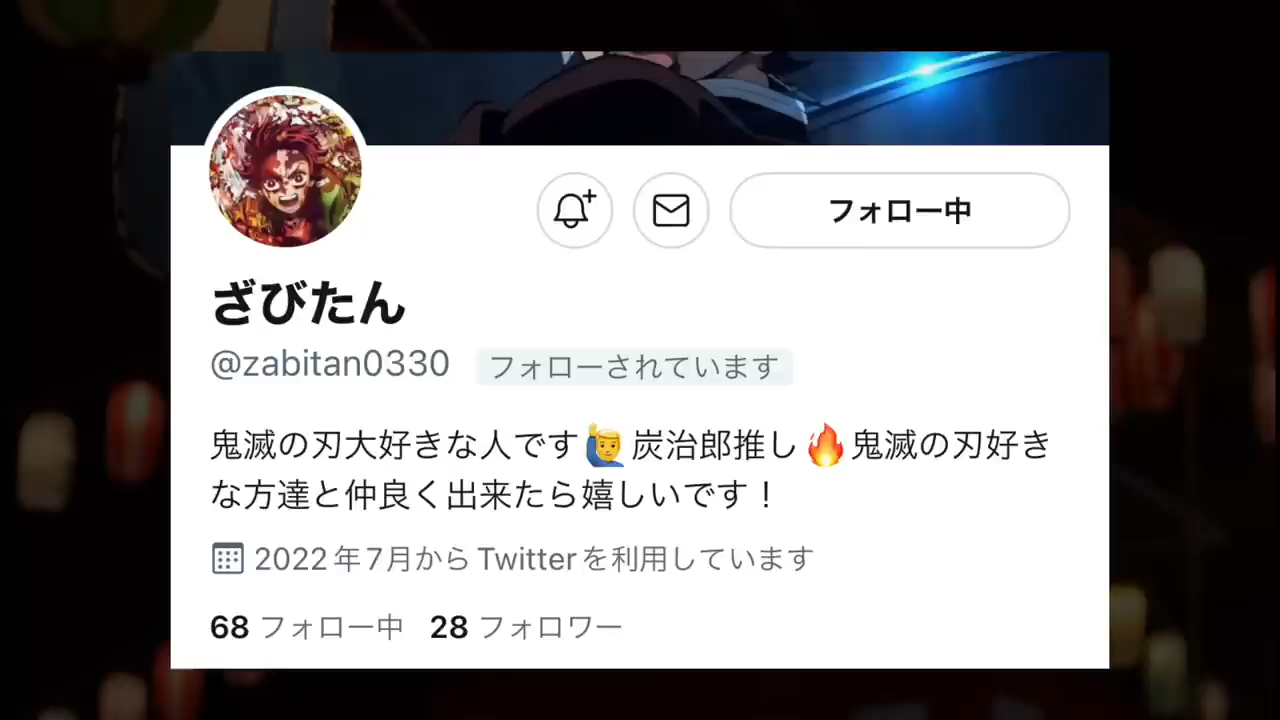 フォロー中
ざびたん
@zabitan0330 フォローされています
鬼滅の刃大好きな人です🙋‍♂️炭治郎推し🔥鬼滅の刃好き
な方達と仲良く出来たら嬉しいです！
2022年7月からTwitterを利用しています
68 フォロー中 28 フォロワー